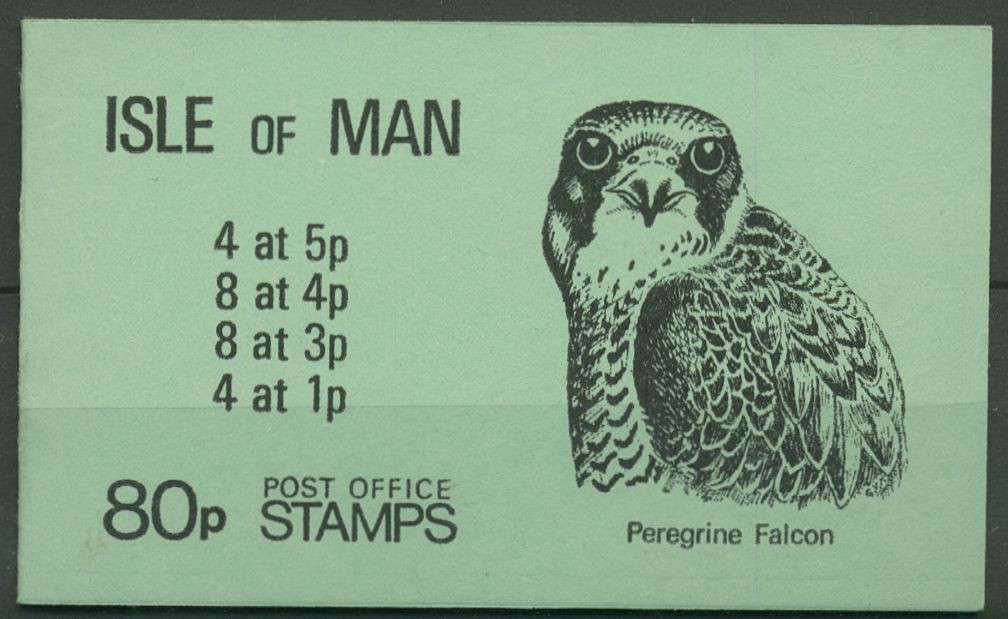 ISLE OF MAN
4 at 5p
8 at 4p
8 at 3p
4 at 1p
80p POST OFFICE STAMPS
Peregrine Falcon